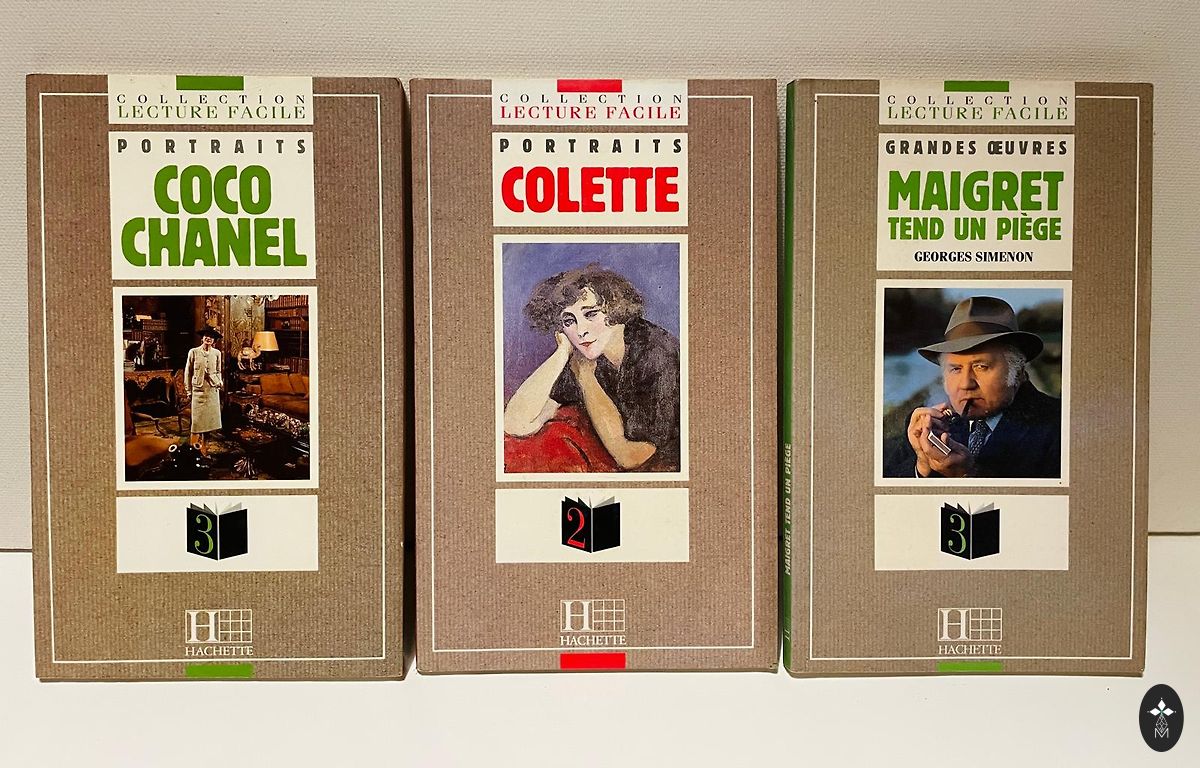 COLLECTION
LECTURE FACILE
PORTRAITS
COCO
CHANEL
3
H
HACHETTE
COLLECTION
LECTURE FACILE
PORTRAITS
COLETTE
2
H
HACHETTE
MAIGRET TEND UN PIÈGE
COLLECTION
LECTURE FACILE
GRANDES ŒUVRES
MAIGRET
TEND UN PIÈGE
GEORGES SIMENON
3
H
HACHETTE